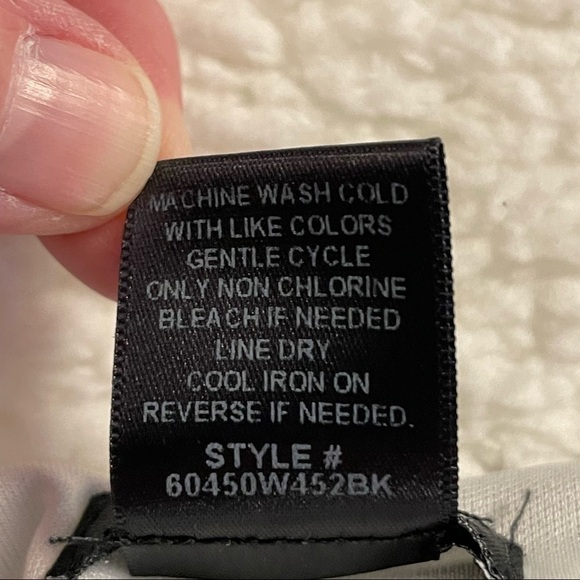 MACHINE WASH COLD
WITH LIKE COLORS
GENTLE CYCLE
ONLY NON CHLORINE
BLEACH IF NEEDED
LINE DRY
COOL IRON ON
REVERSE IF NEEDED.
STYLE #
60450W452BK